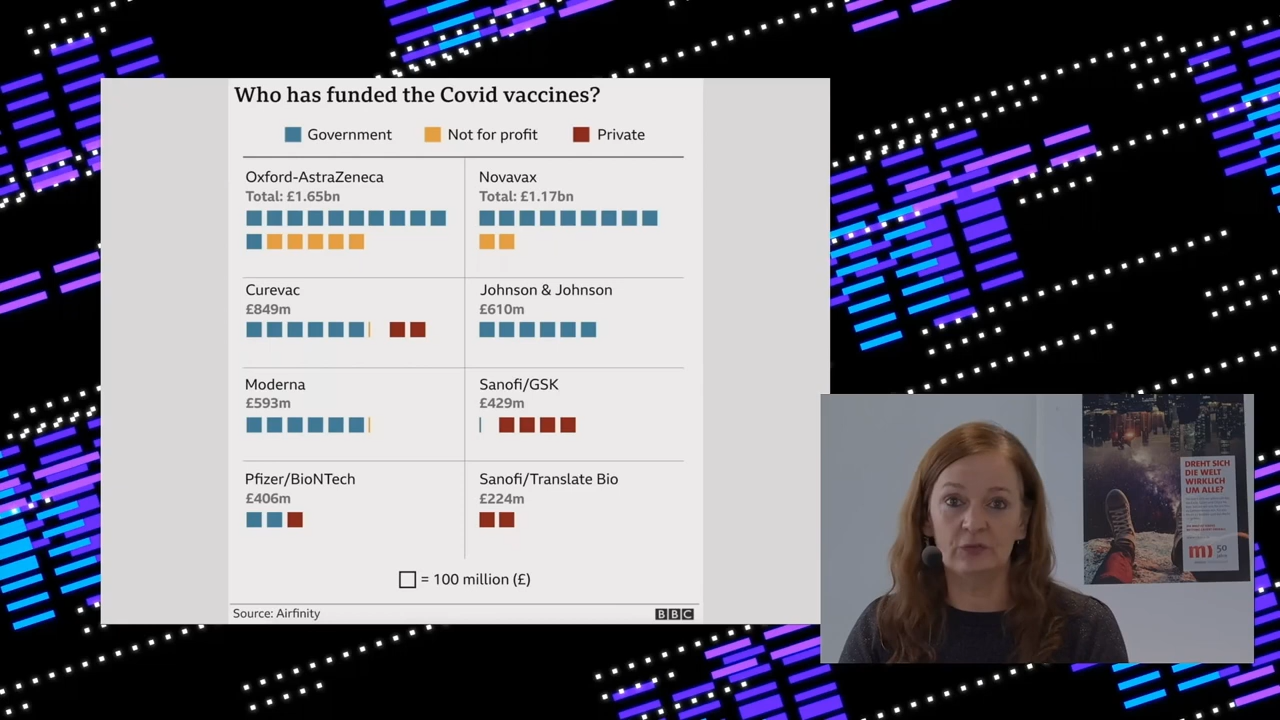 Who has funded the Covid vaccines?
Government Not for profit Private
Oxford-AstraZeneca
Total: £1.65bn
Novavax
Total: £1.17bn
Curevac
£849m
Johnson & Johnson
£610m
Moderna
£593m
Sanofi/GSK
£429m
Pfizer/BioNTech
£406m
Sanofi/Translate Bio
£224m
= 100 million (£)
Source: Airfinity
BBC
DREHT SICH
DIE WELT
WIRKLICH
UM ALLE?
50